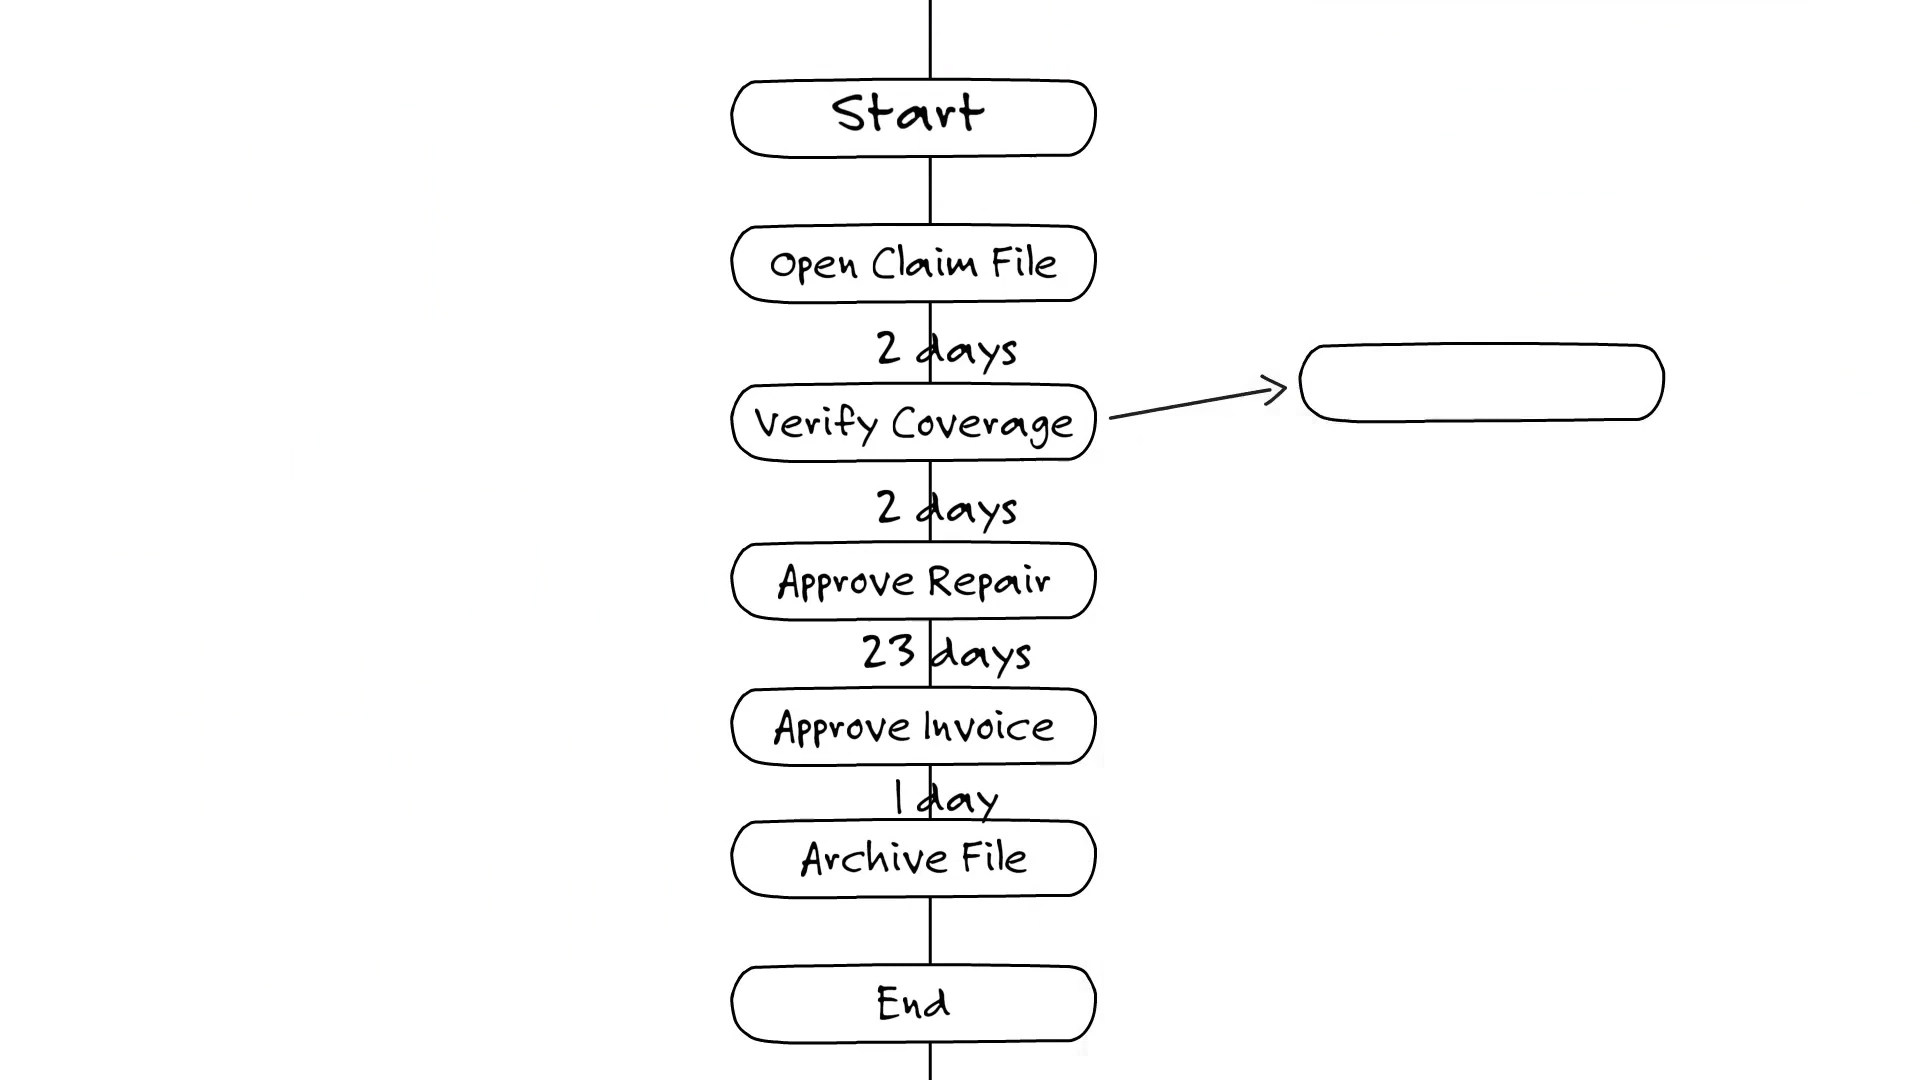 Start
Open Claim File
2 days
Verify Coverage
2 days
Approve Repair
23 days
Approve Invoice
1 day
Archive File
End